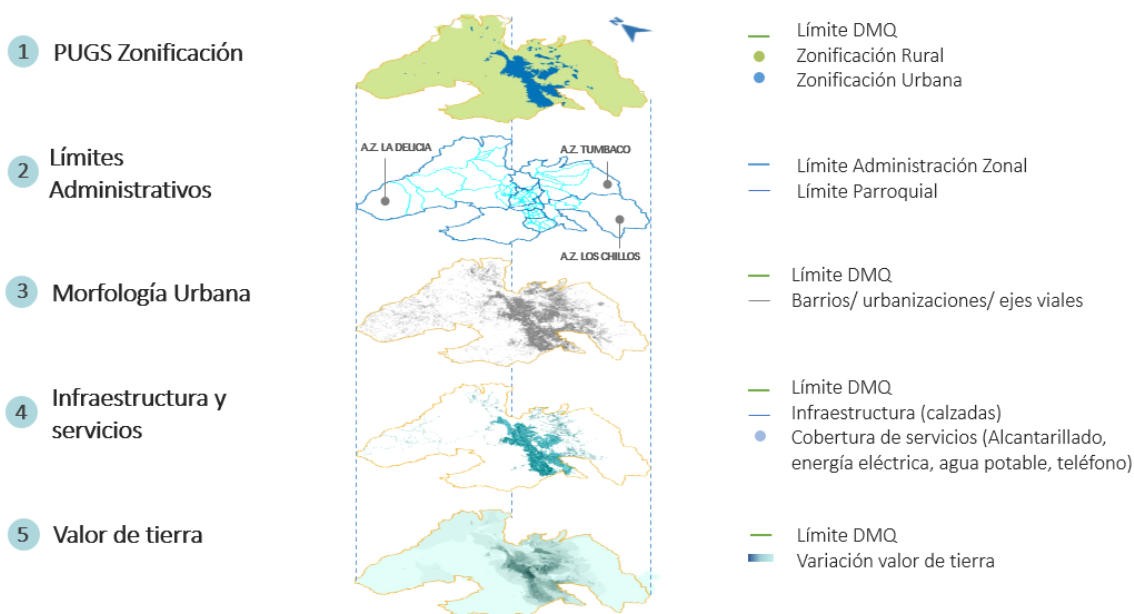 1 PUGS Zonificación
Límite DMQ
Zonificación Rural
Zonificación Urbana
2 Límites
Administrativos
A.Z. LA DELICIA
A.Z. TUMBACO
A.Z. LOS CHILLOS
Límite Administración Zonal
Límite Parroquial
3 Morfología Urbana
Límite DMQ
Barrios/ urbanizaciones/ ejes viales
4 Infraestructura y
servicios
Límite DMQ
Infraestructura (calzadas)
Cobertura de servicios (Alcantarillado,
energía eléctrica, agua potable, teléfono)
5 Valor de tierra
Límite DMQ
Variación valor de tierra